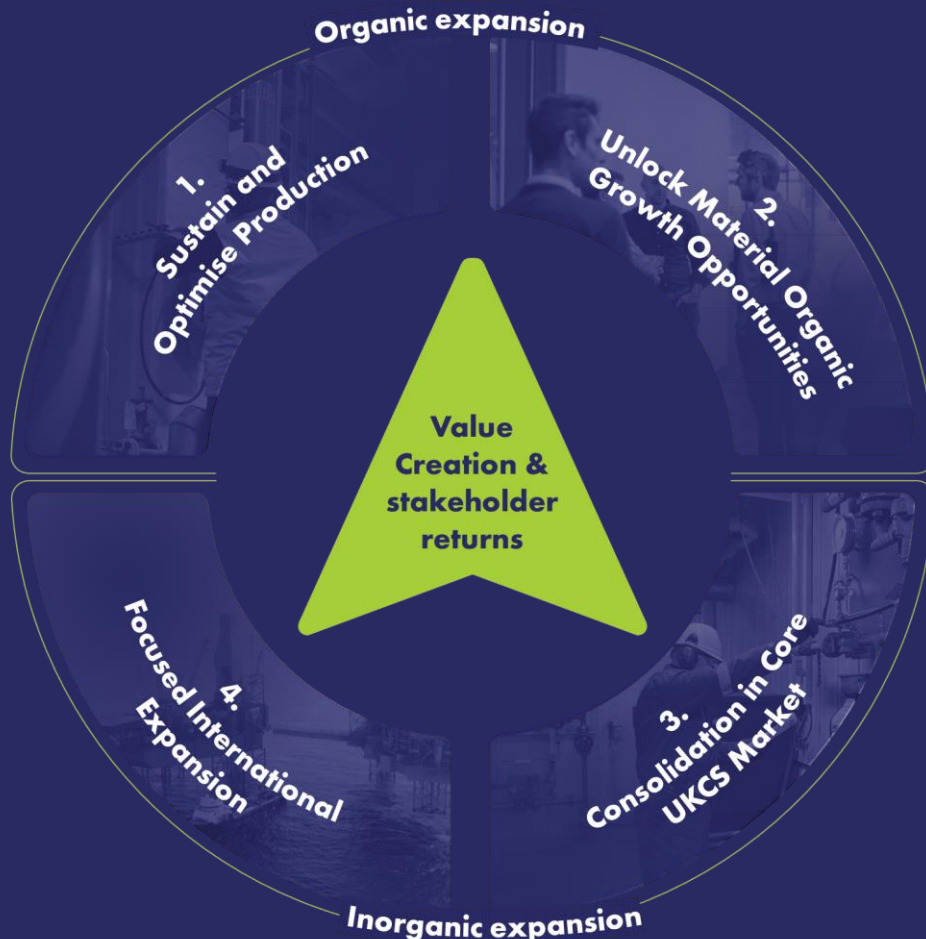 Organic expansion
1.
Sustain and
Optimise Production
2.
Unlock Material Organic
Growth Opportunities
Value
Creation &
stakeholder
returns
4.
Focused International
Expansion
3.
Consolidation in Core
UKCS Market
Inorganic expansion